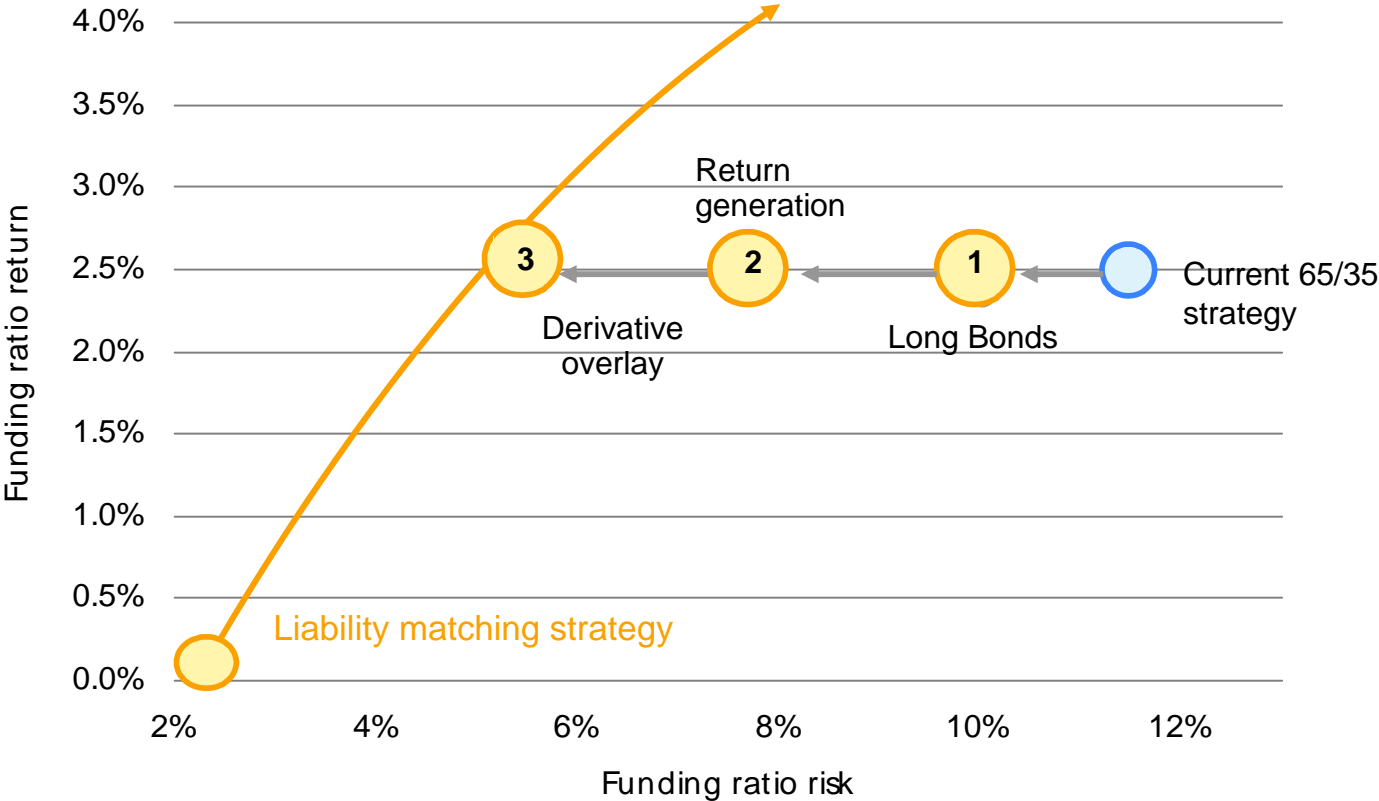 4.0%
3.5%
3.0%
2.5%
2.0%
1.5%
1.0%
0.5%
0.0%
Funding ratio return
Return
generation
3
2
1
Current 65/35
strategy
Derivative
overlay
Long Bonds
Liability matching strategy
2%
4%
6%
8%
10%
12%
Funding ratio risk